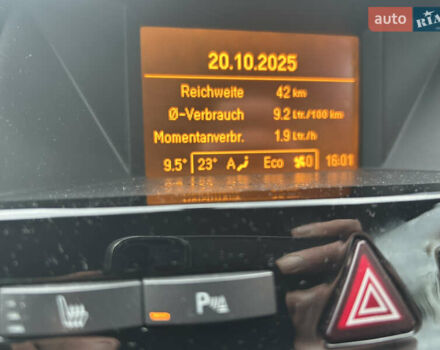 auto RIA
20.10.2025
Reichweite 42 km
Ø-Verbrauch 9.2 Ltr./100 km
Momentanverbr. 1.9 Ltr./h
9.5° 23° A Eco 0 16:01
P